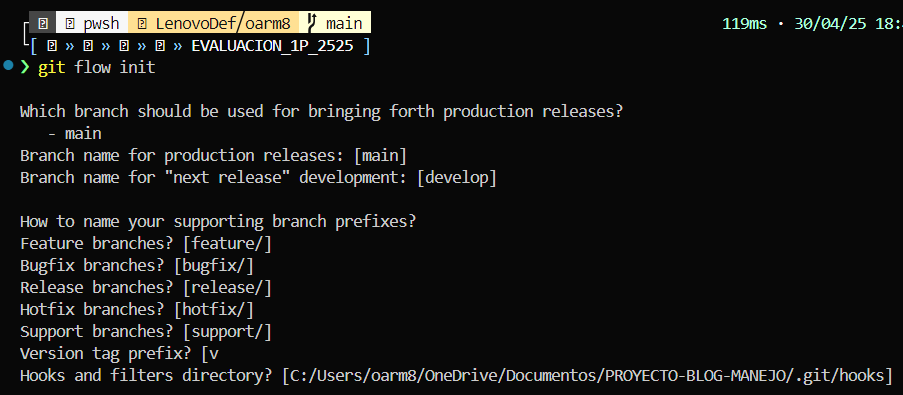 pwsh LenovoDef/oarm8 main 119ms · 30/04/25 18:
[ » » » » EVALUACION_1P_2525 ]
❯ git flow init
Which branch should be used for bringing forth production releases?
- main
Branch name for production releases: [main]
Branch name for "next release" development: [develop]
How to name your supporting branch prefixes?
Feature branches? [feature/]
Bugfix branches? [bugfix/]
Release branches? [release/]
Hotfix branches? [hotfix/]
Support branches? [support/]
Version tag prefix? [v
Hooks and filters directory? [C:/Users/oarm8/OneDrive/Documentos/PROYECTO-BLOG-MANEJO/.git/hooks]